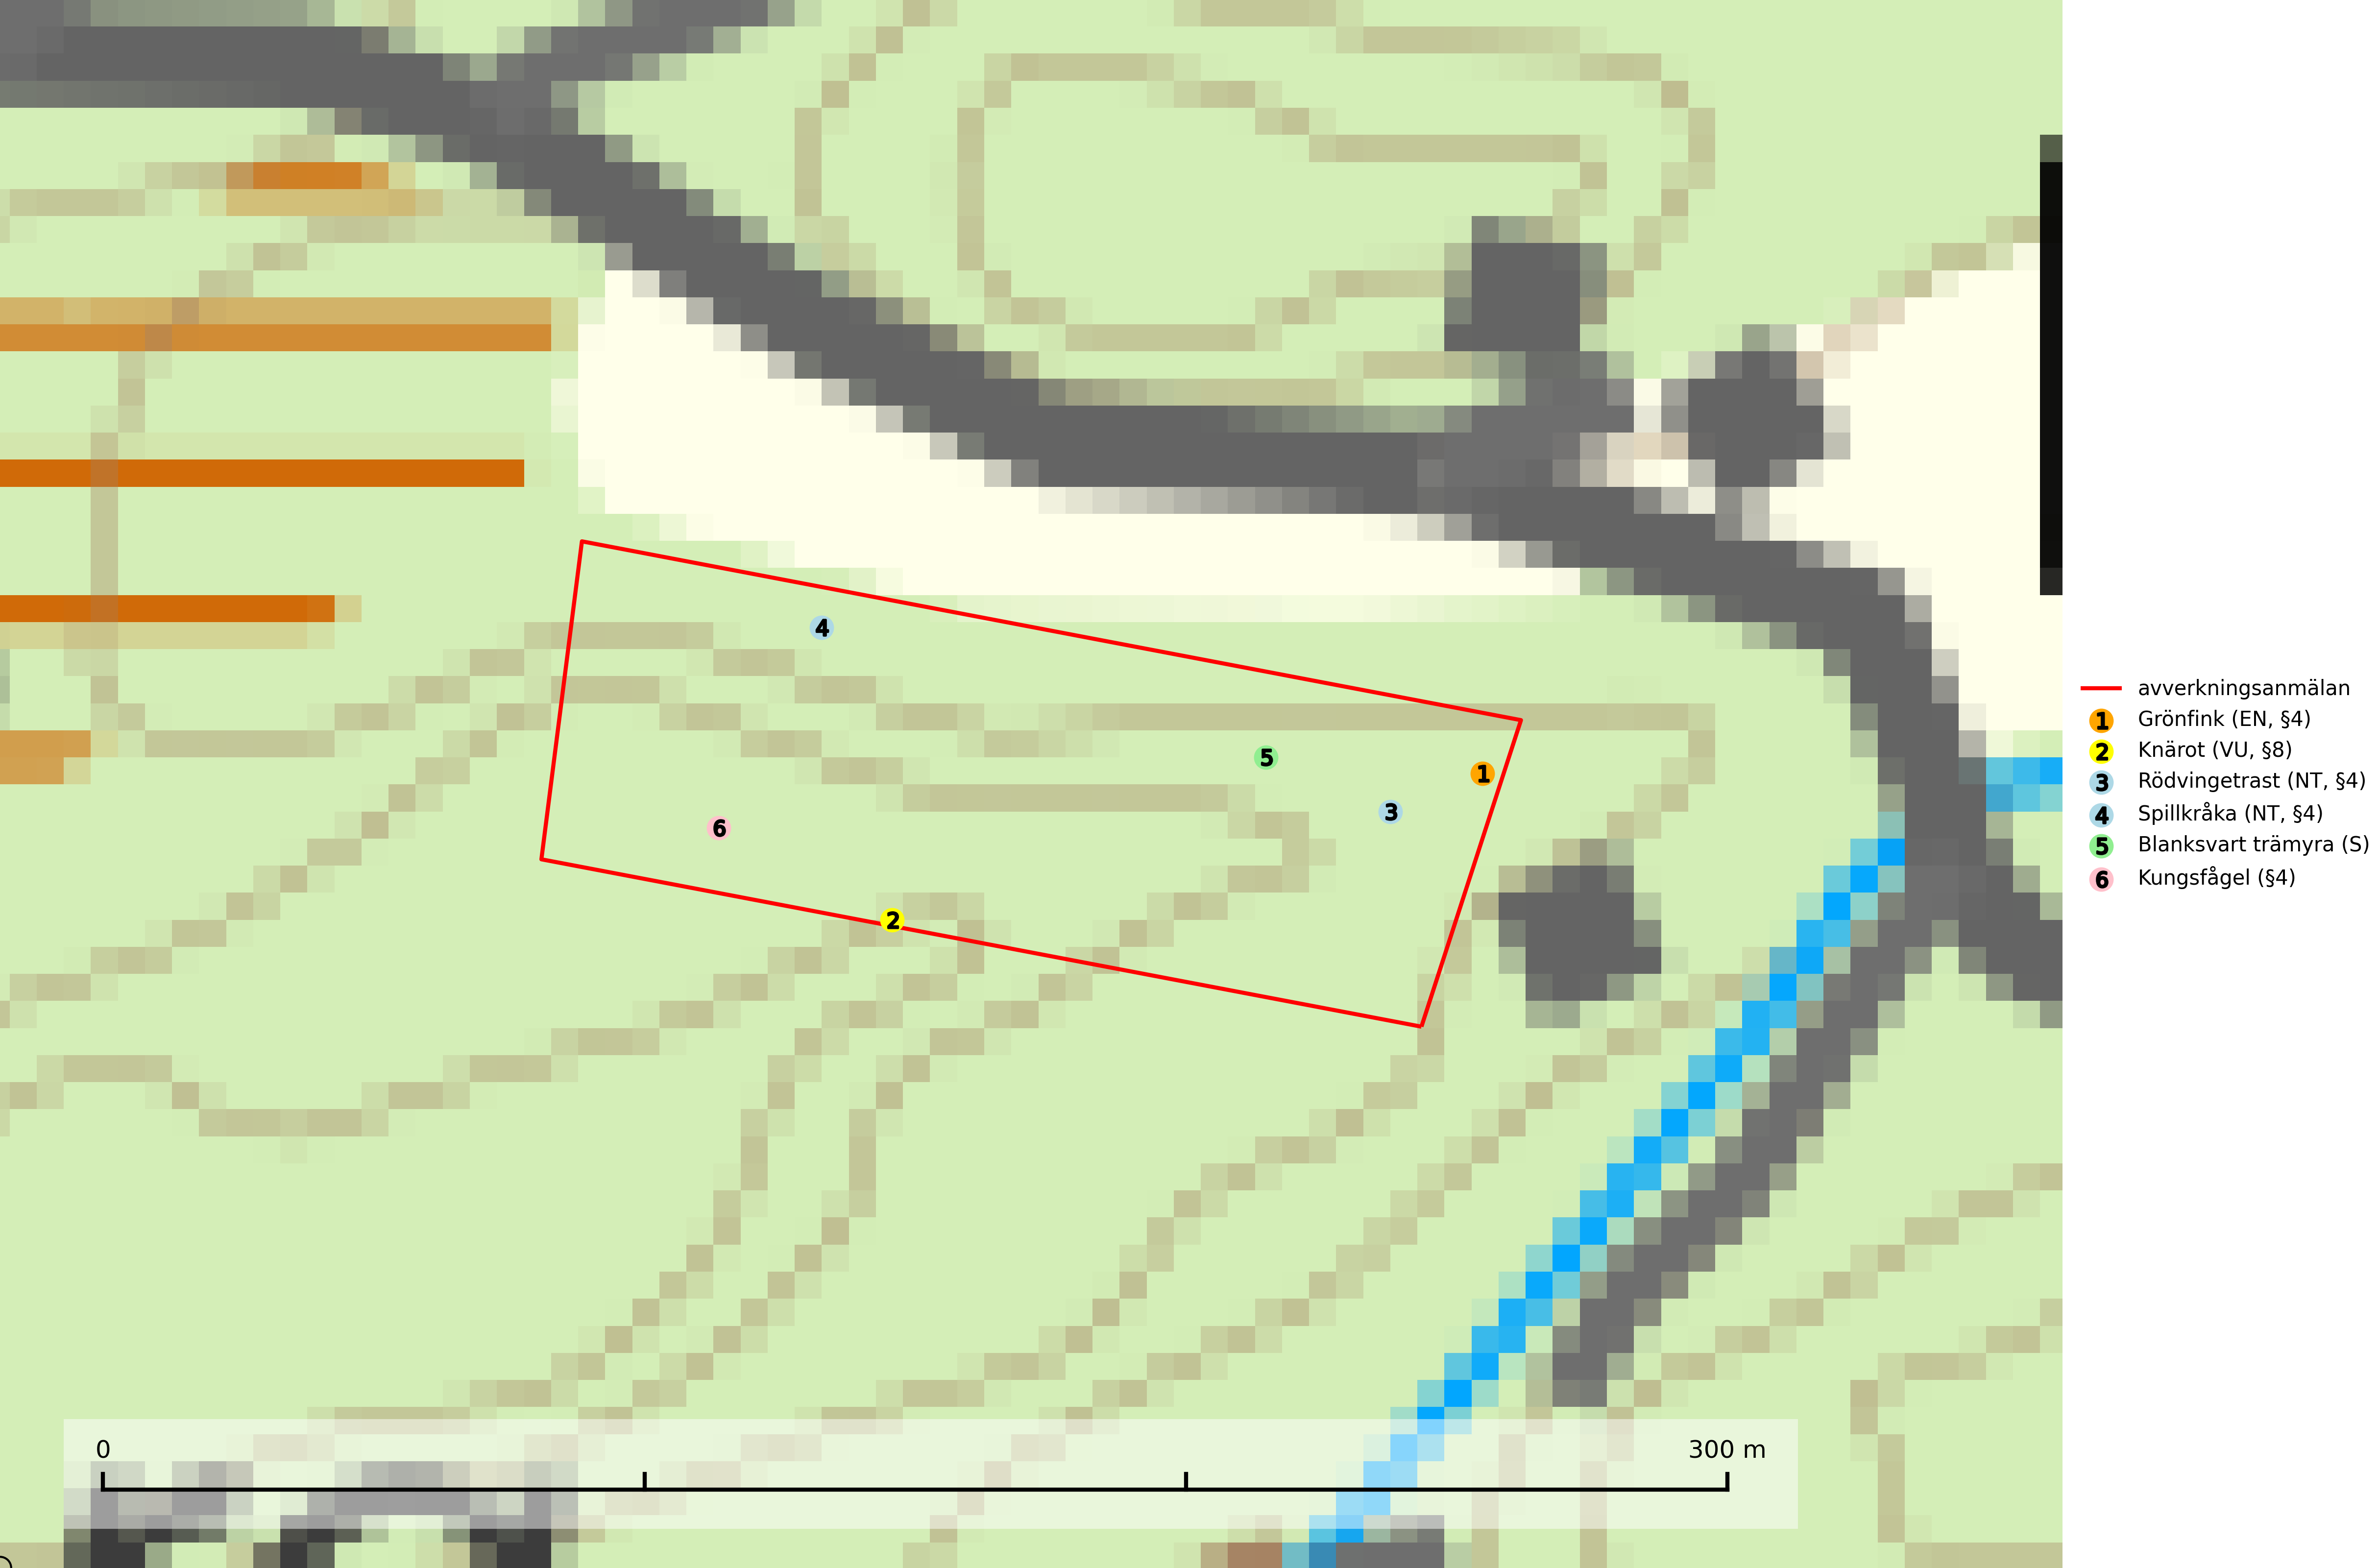 4
5
1
3
6
2
avverkningsanmälan
1 Grönfink (EN, §4)
2 Knärot (VU, §8)
3 Rödvingetrast (NT, §4)
4 Spillkråka (NT, §4)
5 Blanksvart trämyra (S)
6 Kungsfågel (§4)
0 300 m